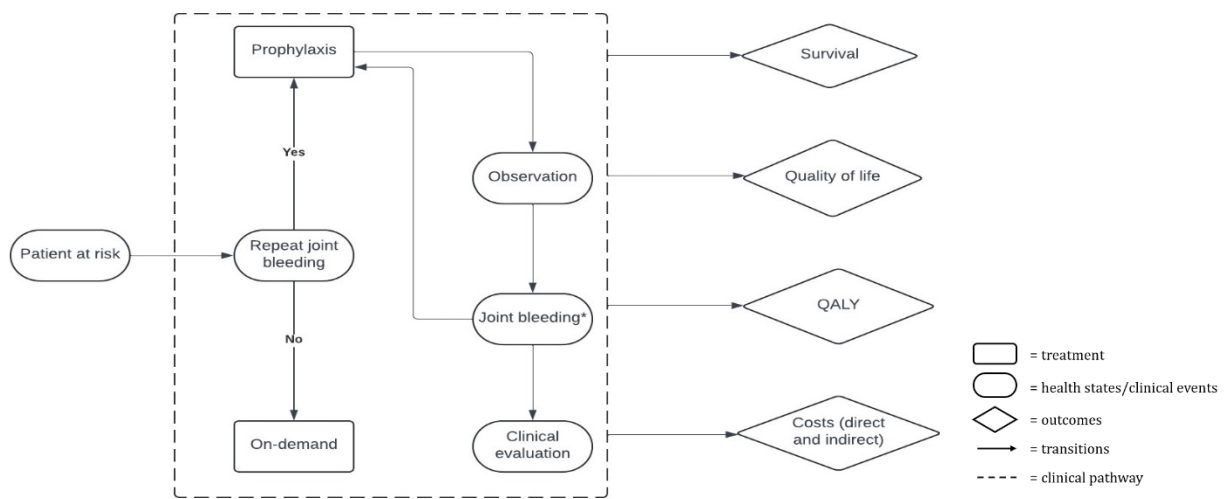 Prophylaxis
Survival
Yes
Observation
Quality of life
Patient at risk
Repeat joint
bleeding
Joint bleeding*
QALY
No
On-demand
Clinical
evaluation
Costs (direct
and indirect)
= treatment
= health states/clinical events
= outcomes
= transitions
= clinical pathway